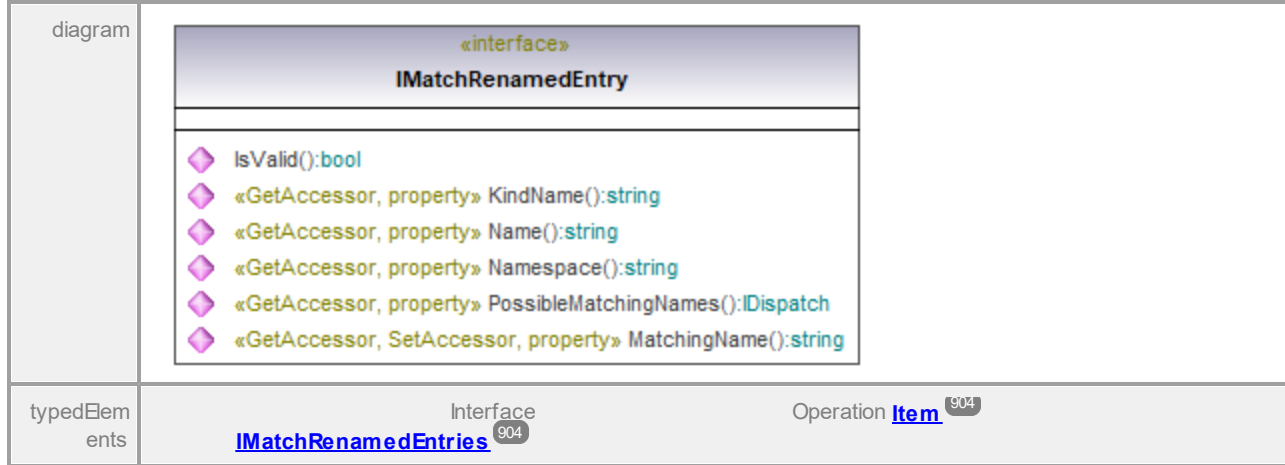 diagram
«interface»
IMatchRenamedEntry
IsValid():bool
«GetAccessor, property» KindName():string
«GetAccessor, property» Name():string
«GetAccessor, property» Namespace():string
«GetAccessor, property» PossibleMatchingNames():IDispatch
«GetAccessor, SetAccessor, property» MatchingName():string
typedElem
ents
Interface
IMatchRenamedEntries 904
Operation Item 904